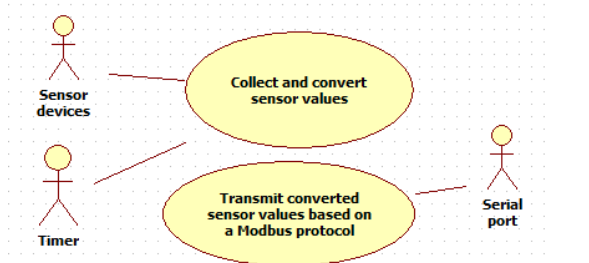 Collect and convert
sensor values
Sensor
devices
Transmit converted
sensor values based on
a Modbus protocol
Serial
port
Timer